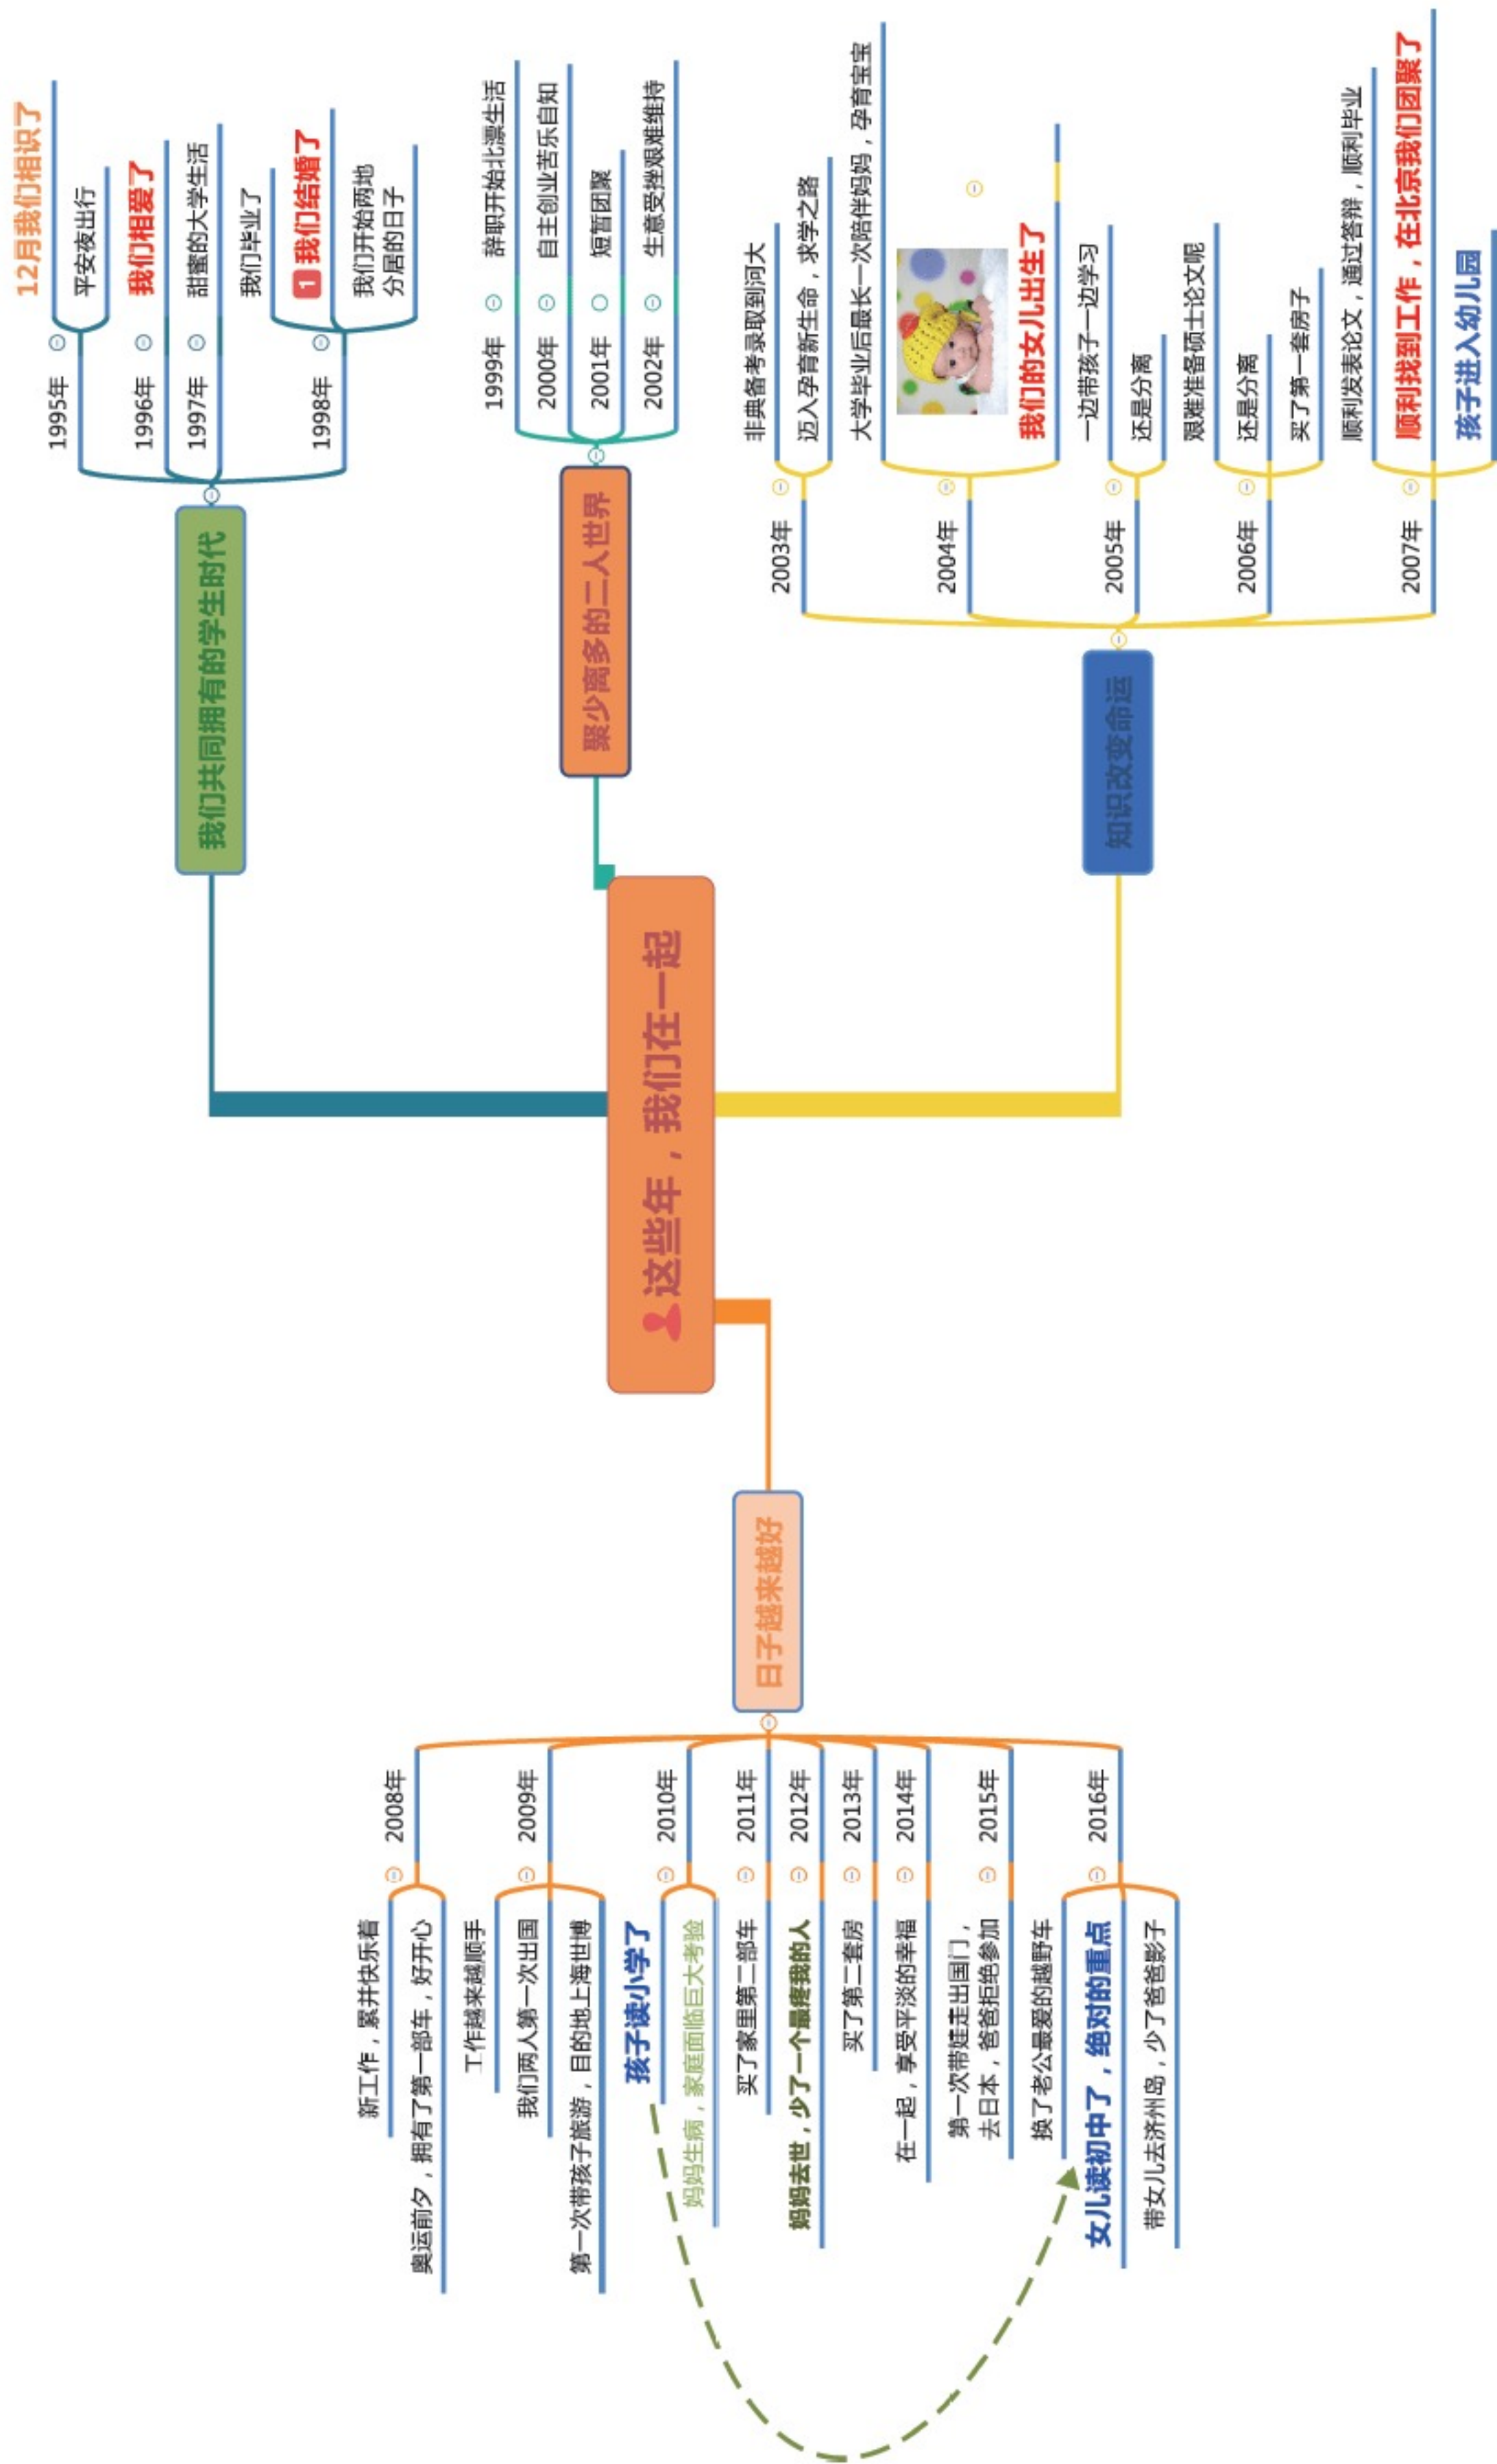 这些年，我们在一起
我们共同拥有的学生时代
1995年
12月我们相识了
平安夜出行
1996年
我们相爱了
1997年
甜蜜的大学生活
1998年
我们毕业了
1 我们结婚了
我们开始两地
分居的日子
聚少离多的二人世界
1999年
辞职开始北漂生活
2000年
自主创业苦乐自知
2001年
短暂团聚
2002年
生意受挫艰难维持
知识改变命运
2003年
非典备考录取到河大
迈入孕育新生命，求学之路
2004年
大学毕业后最长一次陪伴妈妈，孕育宝宝
我们的女儿出生了
2005年
一边带孩子一边学习
还是分离
2006年
艰难准备硕士论文呢
还是分离
买了第一套房子
2007年
顺利发表论文，通过答辩，顺利毕业
顺利找到工作，在北京我们团聚了
孩子进入幼儿园
日子越来越好
2008年
新工作，累并快乐着
奥运前夕，拥有了第一部车，好开心
2009年
工作越来越顺手
我们两人第一次出国
第一次带孩子旅游，目的地上海世博
2010年
孩子读小学了
妈妈生病，家庭面临巨大考验
2011年
买了家里第二部车
2012年
妈妈去世，少了一个最疼我的人
2013年
买了第二套房
2014年
在一起，享受平淡的幸福
2015年
第一次带娃走出国门，
去日本，爸爸拒绝参加
2016年
换了老公最爱的越野车
女儿读初中了，绝对的重点
带女儿去济州岛，少了爸爸影子